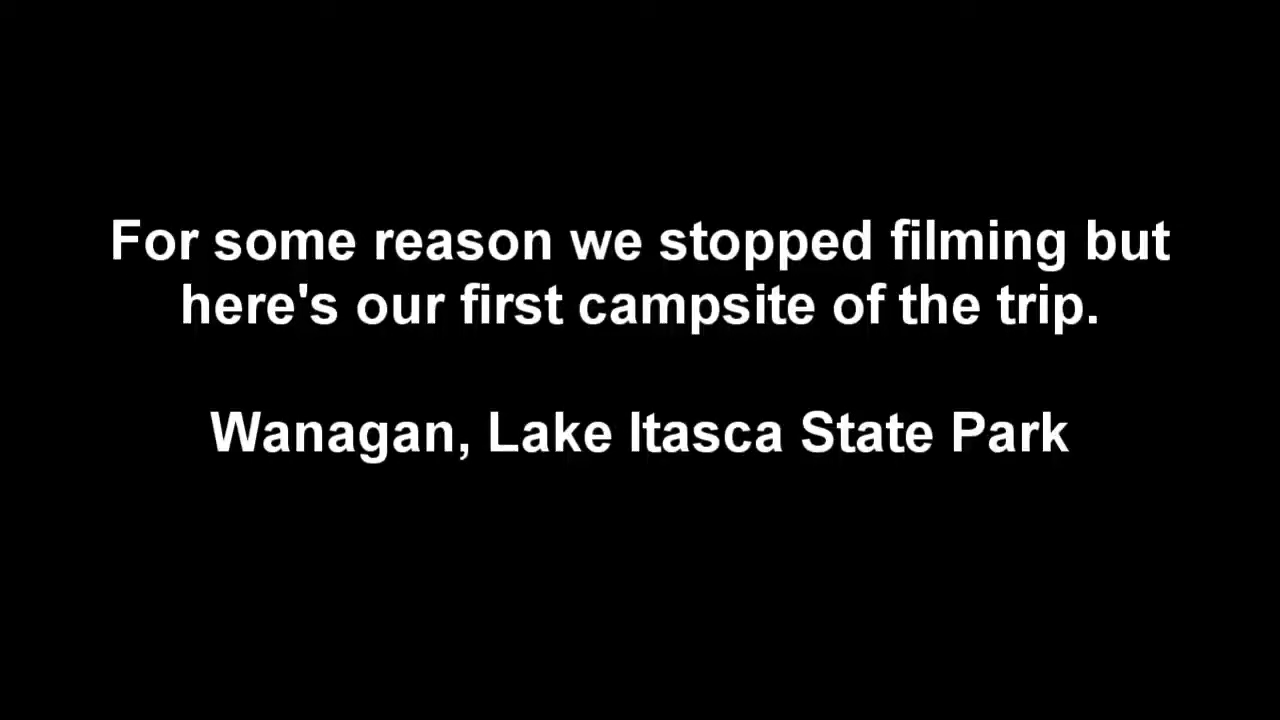 For some reason we stopped filming but
here's our first campsite of the trip.
Wanagan, Lake Itasca State Park